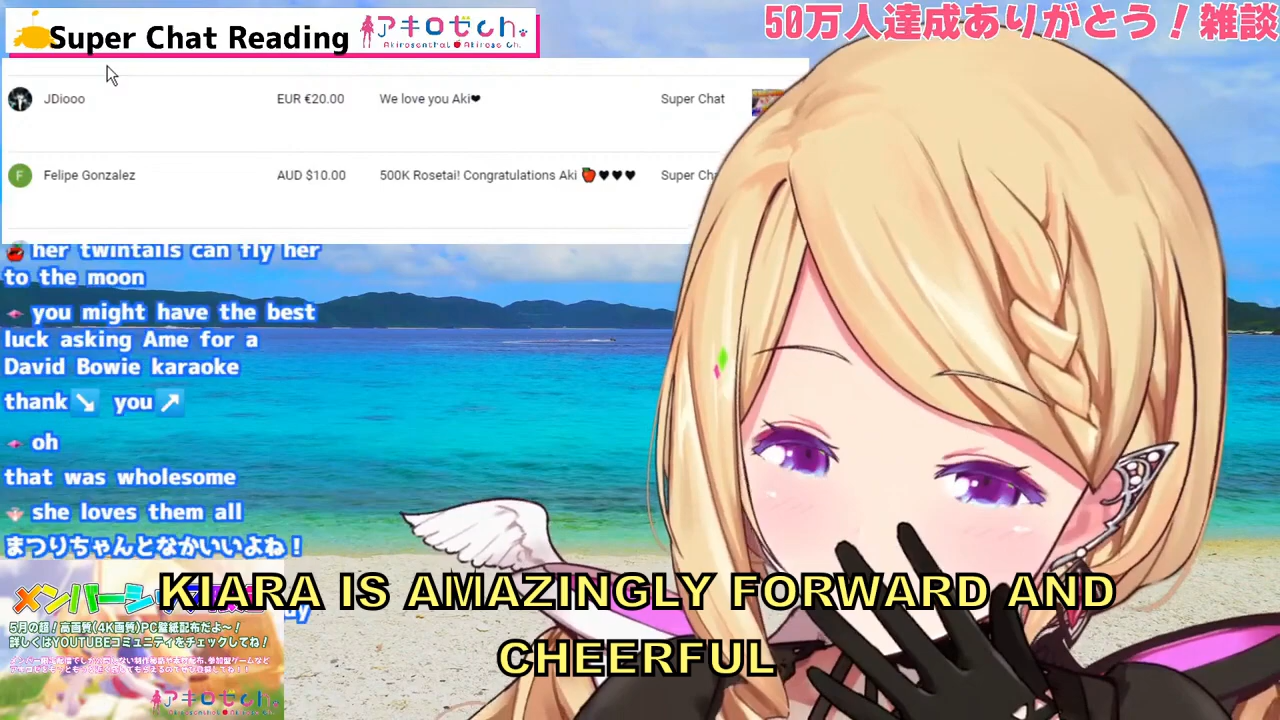 Super Chat Reading
アキロゼch.
Akirosenthal Akirose Ch.
50万人達成ありがとう！雑談
JDiooo EUR €20.00 We love you Aki❤ Super Chat
F Felipe Gonzalez AUD $10.00 500K Rosetai! Congratulations Aki 🍎♥♥♥ Super Cha
her twintails can fly her
to the moon
you might have the best
luck asking Ame for a
David Bowie karaoke
thank↘ you↗
oh
that was wholesome
she loves them all
まつりちゃんとなかいいよね！
メンバーシ
5月の題！高画質(4K画質)PC壁紙配布だよ～！
詳しくはYOUTUBEコミュニティをチェックしてね！
アキロゼch.
KIARA IS AMAZINGLY FORWARD AND
CHEERFUL